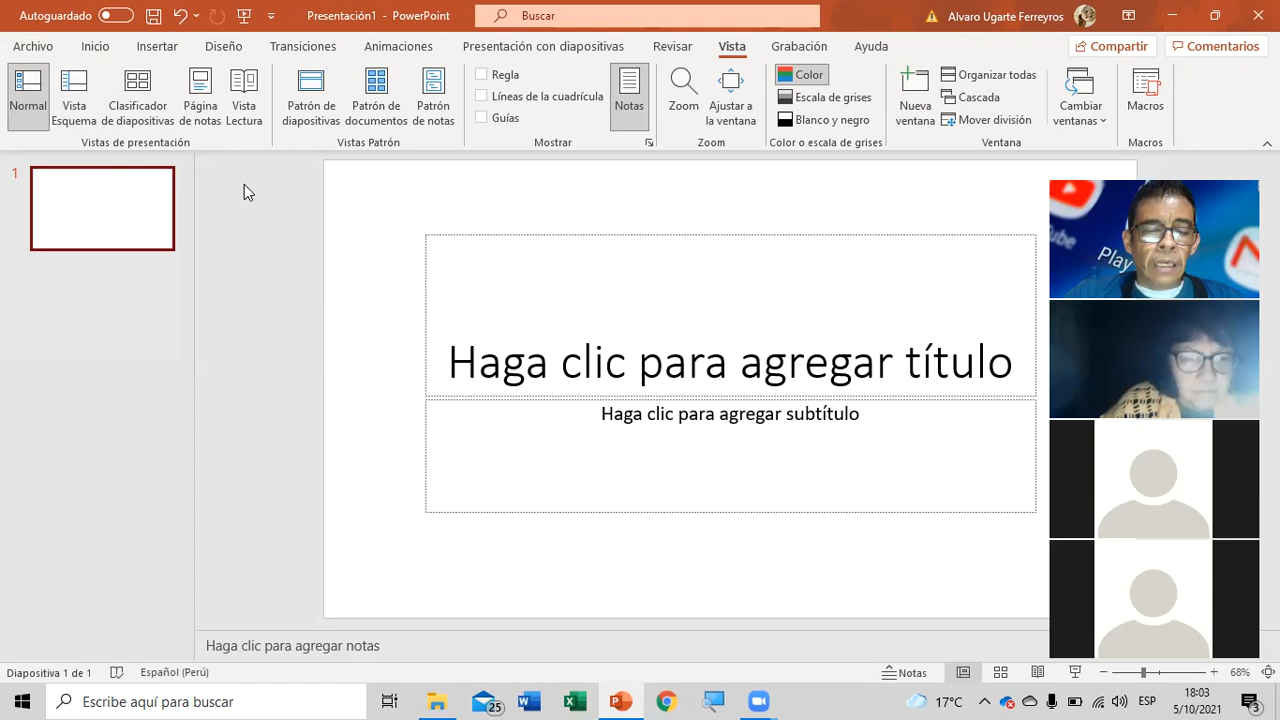 Autoguardado
Presentación1 - PowerPoint
Buscar
Alvaro Ugarte Ferreyros
Archivo Inicio Insertar Diseño Transiciones Animaciones Presentación con diapositivas Revisar Vista Grabación Ayuda
Compartir
Comentarios
Normal
Vista Esquema
Clasificador de diapositivas
Página de notas
Vista Lectura
Vistas de presentación
Patrón de diapositivas
Patrón de documentos
Patrón de notas
Vistas Patrón
Regla
Líneas de la cuadrícula
Guías
Notas
Mostrar
Zoom
Ajustar a la ventana
Zoom
Color
Escala de grises
Blanco y negro
Color o escala de grises
Nueva ventana
Organizar todas
Cascada
Mover división
Cambiar ventanas
Ventana
Macros
Macros
1
Haga clic para agregar título
Haga clic para agregar subtítulo
Play
Haga clic para agregar notas
Diapositiva 1 de 1
Español (Perú)
Notas
68%
Escribe aquí para buscar
25
17°C
ESP
18:03
5/10/2021
3